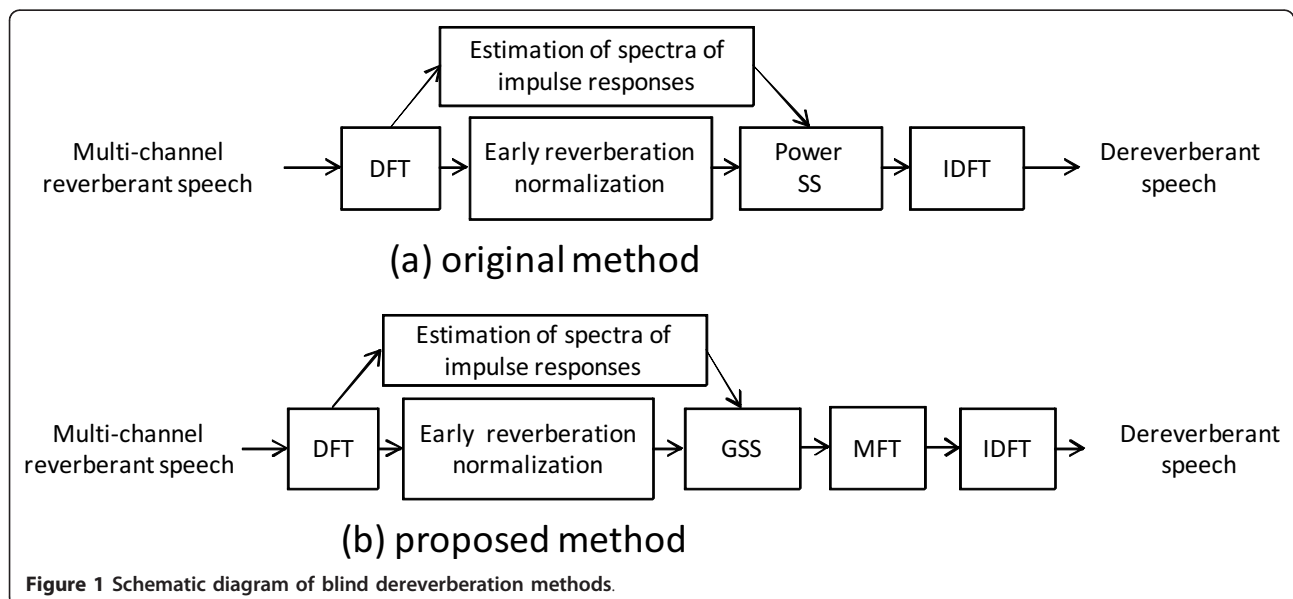 Estimation of spectra of
impulse responses
Multi-channel
reverberant speech
DFT
Early reverberation
normalization
Power
SS
IDFT
Dereverberant
speech
(a) original method
Estimation of spectra of
impulse responses
Multi-channel
reverberant speech
DFT
Early reverberation
normalization
GSS
MFT
IDFT
Dereverberant
speech
(b) proposed method
Figure 1 Schematic diagram of blind dereverberation methods.